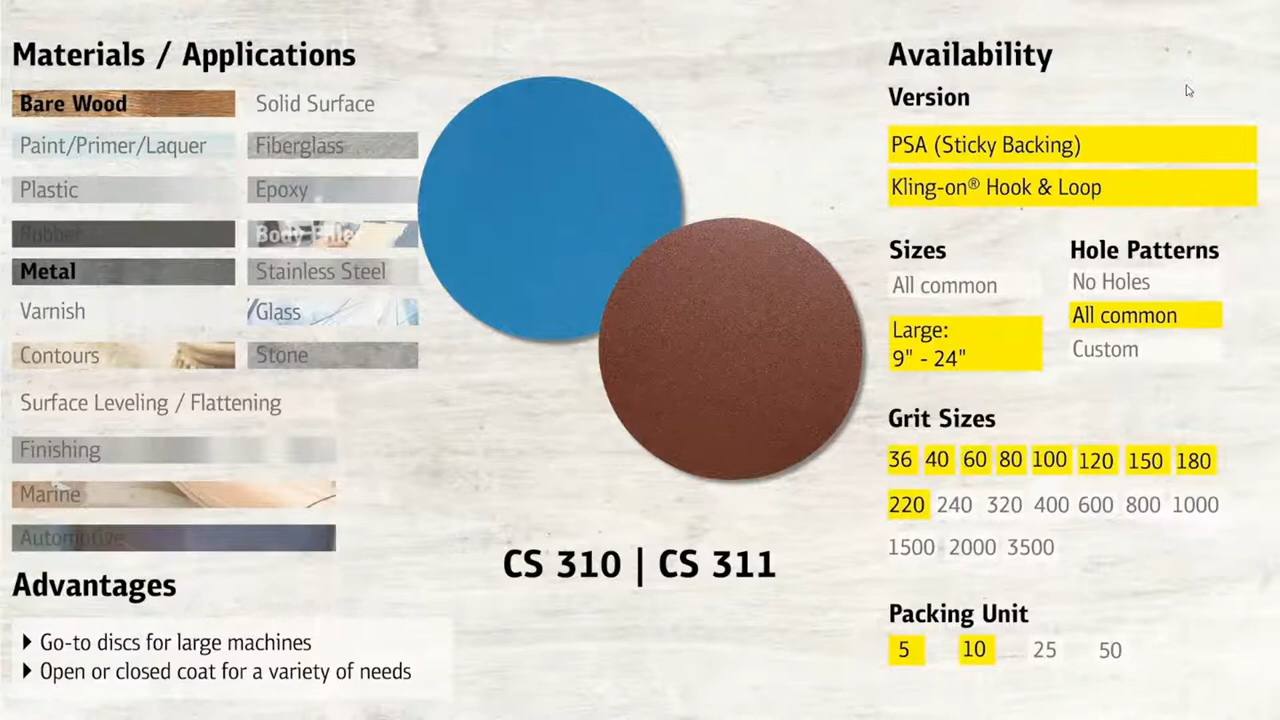 Materials / Applications
Bare Wood
Solid Surface
Paint/Primer/Laquer
Fiberglass
Plastic
Epoxy
Rubber
Body Filler
Metal
Stainless Steel
Varnish
Glass
Contours
Stone
Surface Leveling / Flattening
Finishing
Marine
Automotive
Advantages
Go-to discs for large machines
Open or closed coat for a variety of needs
CS 310 | CS 311
Availability
Version
PSA (Sticky Backing)
Kling-on® Hook & Loop
Sizes
All common
Large:
9" - 24"
Hole Patterns
No Holes
All common
Custom
Grit Sizes
36 40 60 80 100 120 150 180
220 240 320 400 600 800 1000
1500 2000 3500
Packing Unit
5 10 25 50